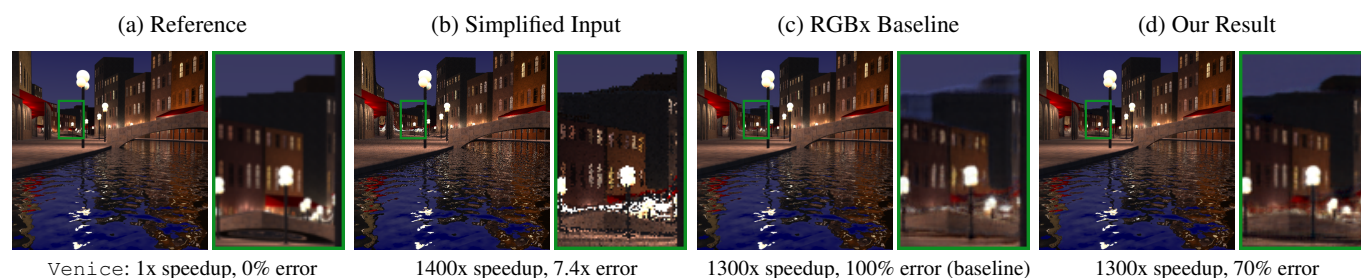 (a) Reference
(b) Simplified Input
(c) RGBx Baseline
(d) Our Result
Venice: 1x speedup, 0% error
1400x speedup, 7.4x error
1300x speedup, 100% error (baseline)
1300x speedup, 70% error